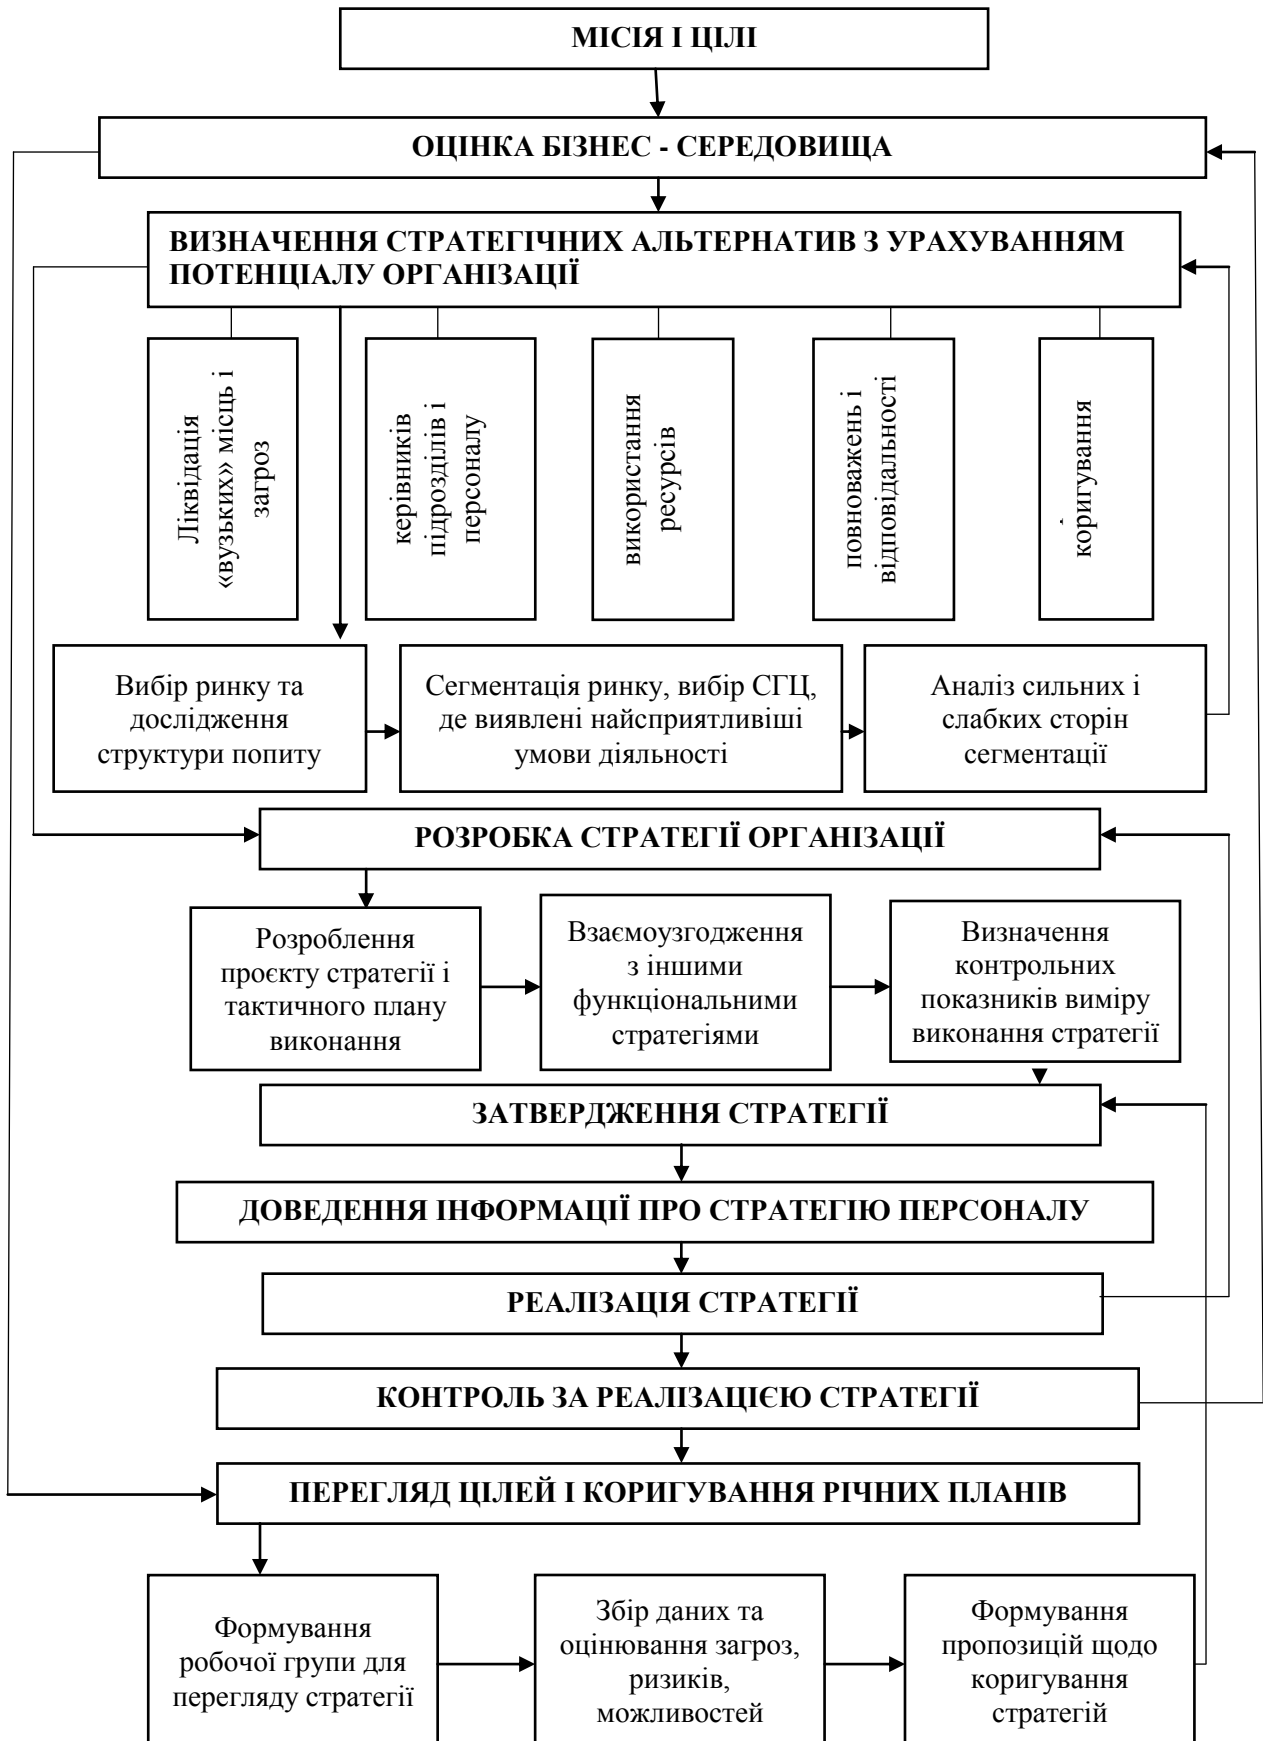 МІСІЯ І ЦІЛІ
ОЦІНКА БІЗНЕС - СЕРЕДОВИЩА
ВИЗНАЧЕННЯ СТРАТЕГІЧНИХ АЛЬТЕРНАТИВ З УРАХУВАННЯМ
ПОТЕНЦІАЛУ ОРГАНІЗАЦІЇ
Ліквідація
«вузьких» місць і
загроз
керівників
підрозділів і
персоналу
використання
ресурсів
повноважень і
відповідальності
коригування
Вибір ринку та
дослідження
структури попиту
Сегментація ринку, вибір СГЦ,
де виявлені найсприятливіші
умови діяльності
Аналіз сильних і
слабких сторін
сегментації
РОЗРОБКА СТРАТЕГІЇ ОРГАНІЗАЦІЇ
Розроблення
проєкту стратегії і
тактичного плану
виконання
Взаємоузгодження
з іншими
функціональними
стратегіями
Визначення
контрольних
показників виміру
виконання стратегії
ЗАТВЕРДЖЕННЯ СТРАТЕГІЇ
ДОВЕДЕННЯ ІНФОРМАЦІЇ ПРО СТРАТЕГІЮ ПЕРСОНАЛУ
РЕАЛІЗАЦІЯ СТРАТЕГІЇ
КОНТРОЛЬ ЗА РЕАЛІЗАЦІЄЮ СТРАТЕГІЇ
ПЕРЕГЛЯД ЦІЛЕЙ І КОРИГУВАННЯ РІЧНИХ ПЛАНІВ
Формування
робочої групи для
перегляду стратегії
Збір даних та
оцінювання загроз,
ризиків,
можливостей
Формування
пропозицій щодо
коригування
стратегій